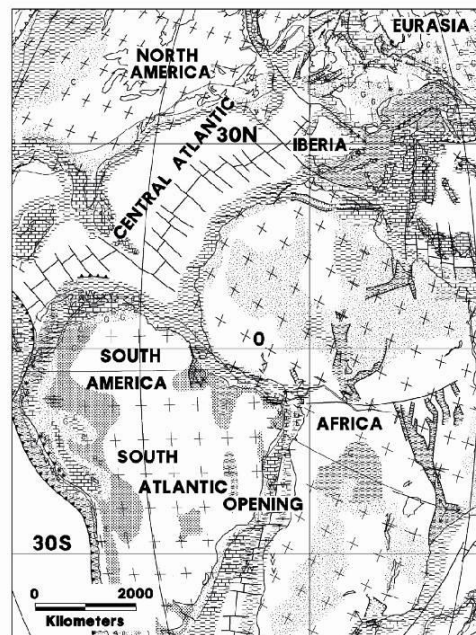 EURASIA
NORTH
AMERICA
CENTRAL ATLANTIC
30N
IBERIA
0
SOUTH
AMERICA
AFRICA
SOUTH
ATLANTIC
OPENING
30S
0 2000
Kilometers